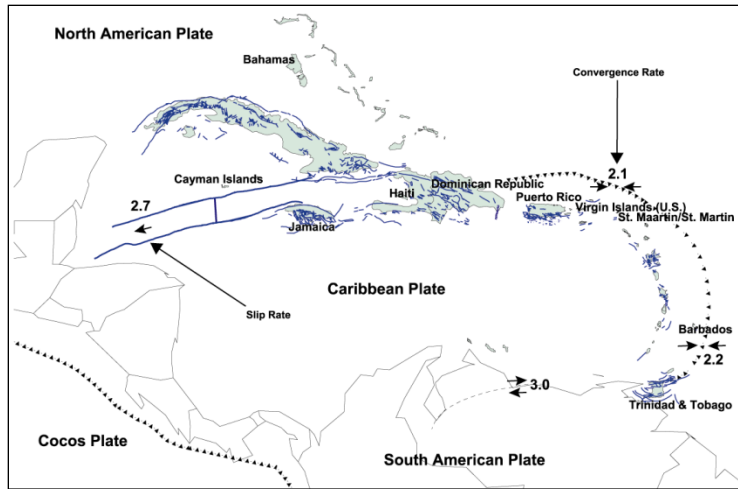 North American Plate
Bahamas
Convergence Rate
Cayman Islands
2.1
Dominican Republic
Haiti
Puerto Rico
2.7
Virgin Islands (U.S.)
St. Maartin/St. Martin
Jamaica
Caribbean Plate
Slip Rate
Barbados
2.2
3.0
Trinidad & Tobago
Cocos Plate
South American Plate